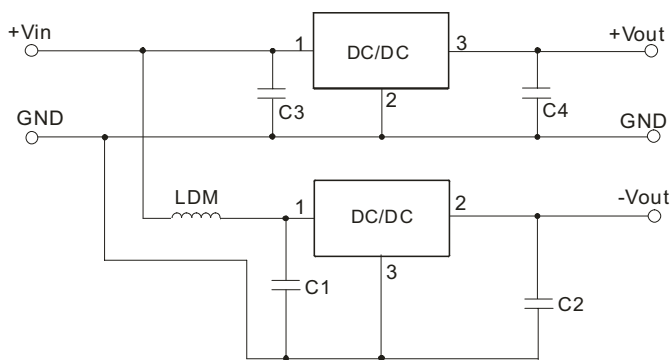 +Vin
1
DC/DC
3
+Vout
C3
2
C4
GND
GND
LDM
1
DC/DC
2
-Vout
3
C1
C2